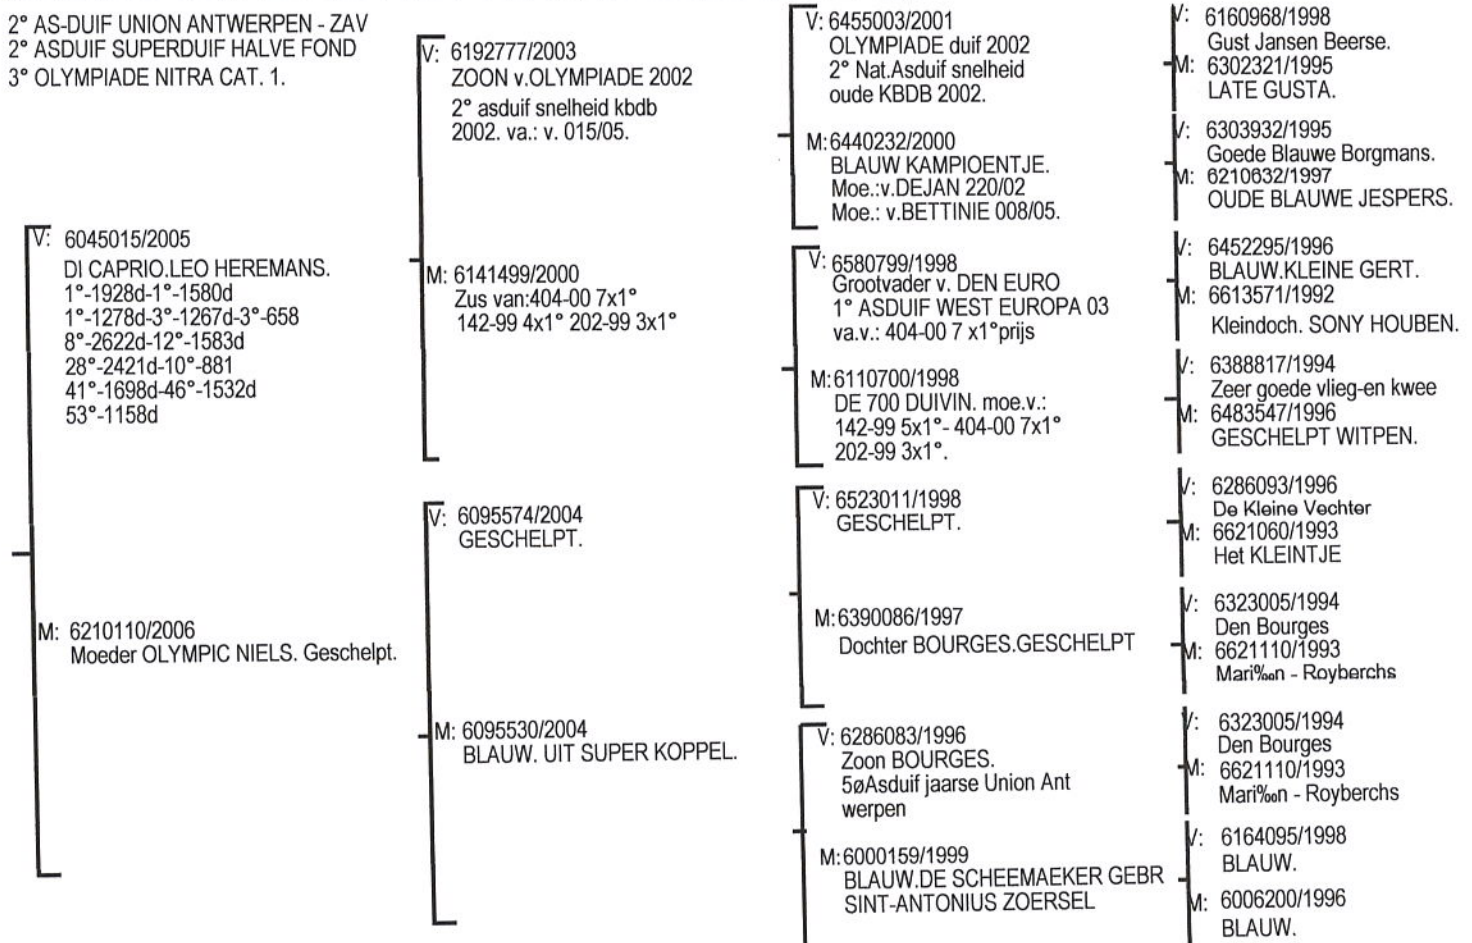 2° AS-DUIF UNION ANTWERPEN - ZAV
2° ASDUIF SUPERDUIF HALVE FOND
3° OLYMPIADE NITRA CAT. 1.
V: 6045015/2005
DI CAPRIO.LEO HEREMANS.
1°-1928d-1°-1580d
1°-1278d-3°-1267d-3°-658
8°-2622d-12°-1583d
28°-2421d-10°-881
41°-1698d-46°-1532d
53°-1158d
M: 6210110/2006
Moeder OLYMPIC NIELS. Geschelpt.
V: 6192777/2003
ZOON v.OLYMPIADE 2002
2° asduif snelheid kbdb
2002. va.: v. 015/05.
M: 6141499/2000
Zus van:404-00 7x1°
142-99 4x1° 202-99 3x1°
V: 6095574/2004
GESCHELPT.
M: 6095530/2004
BLAUW. UIT SUPER KOPPEL.
V: 6455003/2001
OLYMPIADE duif 2002
2° Nat.Asduif snelheid
oude KBDB 2002.
M:6440232/2000
BLAUW KAMPIOENTJE.
Moe.:v.DEJAN 220/02
Moe.: v.BETTINIE 008/05.
V: 6580799/1998
Grootvader v. DEN EURO
1° ASDUIF WEST EUROPA 03
va.v.: 404-00 7 x1°prijs
M:6110700/1998
DE 700 DUIVIN. moe.v.:
142-99 5x1°- 404-00 7x1°
202-99 3x1°.
V: 6523011/1998
GESCHELPT.
M:6390086/1997
Dochter BOURGES.GESCHELPT
V: 6286083/1996
Zoon BOURGES.
5øAsduif jaarse Union Ant
werpen
M:6000159/1999
BLAUW.DE SCHEEMAEKER GEBR
SINT-ANTONIUS ZOERSEL
V: 6160968/1998
Gust Jansen Beerse.
M: 6302321/1995
LATE GUSTA.
V: 6303932/1995
Goede Blauwe Borgmans.
M: 6210632/1997
OUDE BLAUWE JESPERS.
V: 6452295/1996
BLAUW.KLEINE GERT.
M: 6613571/1992
Kleindoch. SONY HOUBEN.
V: 6388817/1994
Zeer goede vlieg-en kwee
M: 6483547/1996
GESCHELPT WITPEN.
V: 6286093/1996
De Kleine Vechter
M: 6621060/1993
Het KLEINTJE
V: 6323005/1994
Den Bourges
M: 6621110/1993
Mari‰n - Royberchs
V: 6323005/1994
Den Bourges
M: 6621110/1993
Mari‰n - Royberchs
V: 6164095/1998
BLAUW.
M: 6006200/1996
BLAUW.